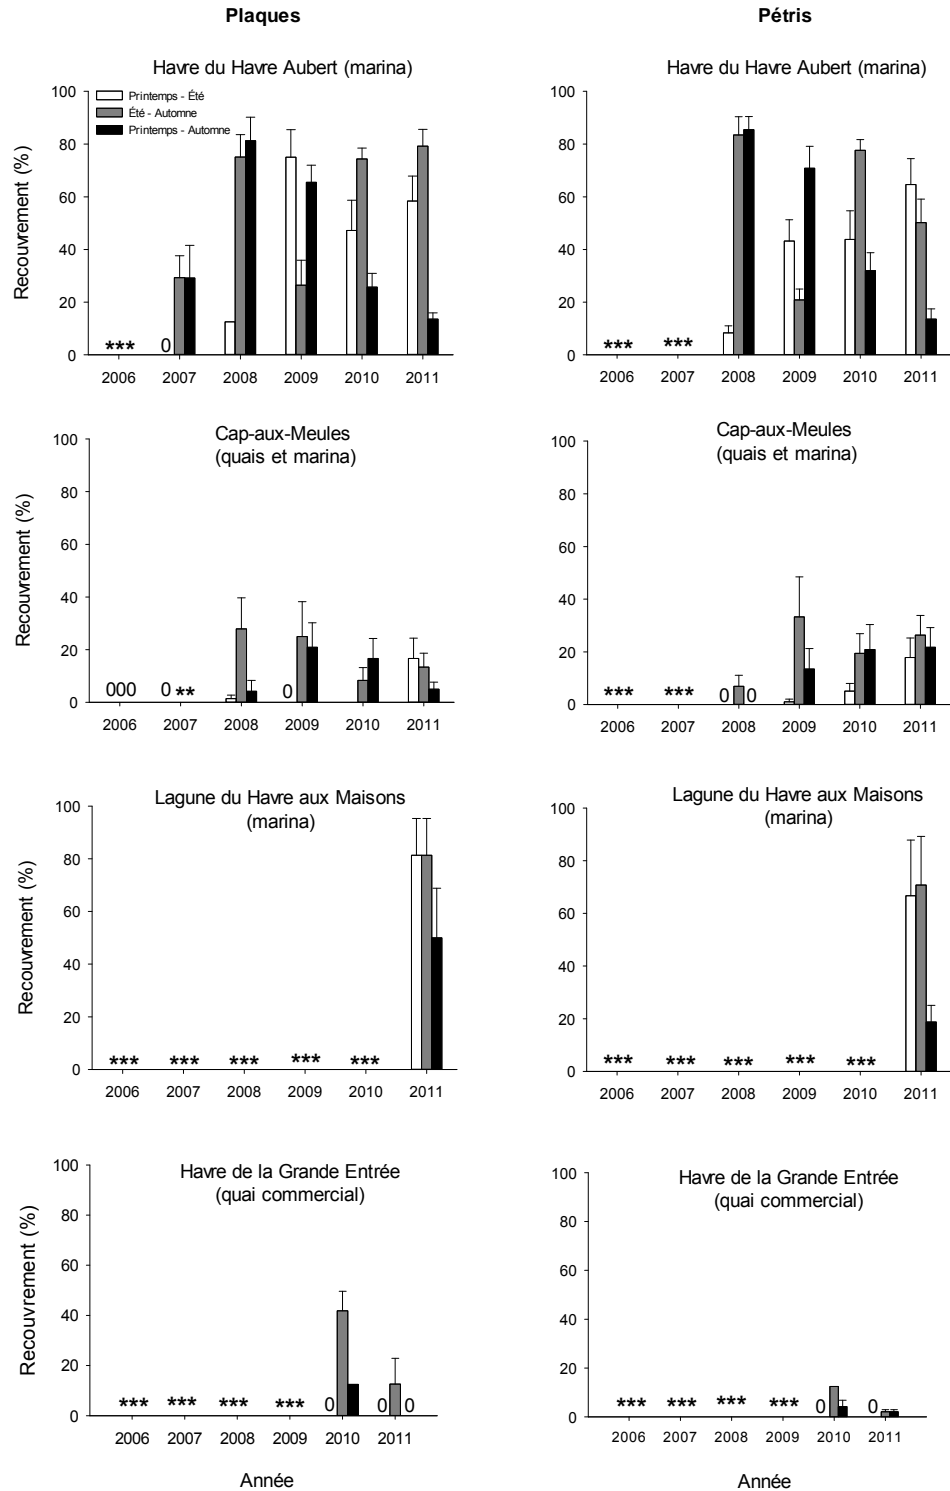 Plaques
Pétris
Havre du Havre Aubert (marina)
Recouvrement (%)
100
80
60
40
20
0
Printemps - Été
Été - Automne
Printemps - Automne
*** 0
2006 2007 2008 2009 2010 2011
Havre du Havre Aubert (marina)
100
80
60
40
20
0
*** ***
2006 2007 2008 2009 2010 2011
Cap-aux-Meules
(quais et marina)
Recouvrement (%)
100
80
60
40
20
0
000 0 ** 0
2006 2007 2008 2009 2010 2011
Cap-aux-Meules
(quais et marina)
100
80
60
40
20
0
*** *** 0 0
2006 2007 2008 2009 2010 2011
Lagune du Havre aux Maisons
(marina)
Recouvrement (%)
100
80
60
40
20
0
*** *** *** *** ***
2006 2007 2008 2009 2010 2011
Lagune du Havre aux Maisons
(marina)
100
80
60
40
20
0
*** *** *** *** ***
2006 2007 2008 2009 2010 2011
Havre de la Grande Entrée
(quai commercial)
Recouvrement (%)
100
80
60
40
20
0
*** *** *** *** 0 0 0
2006 2007 2008 2009 2010 2011
Année
Havre de la Grande Entrée
(quai commercial)
100
80
60
40
20
0
*** *** *** *** 0 0
2006 2007 2008 2009 2010 2011
Année